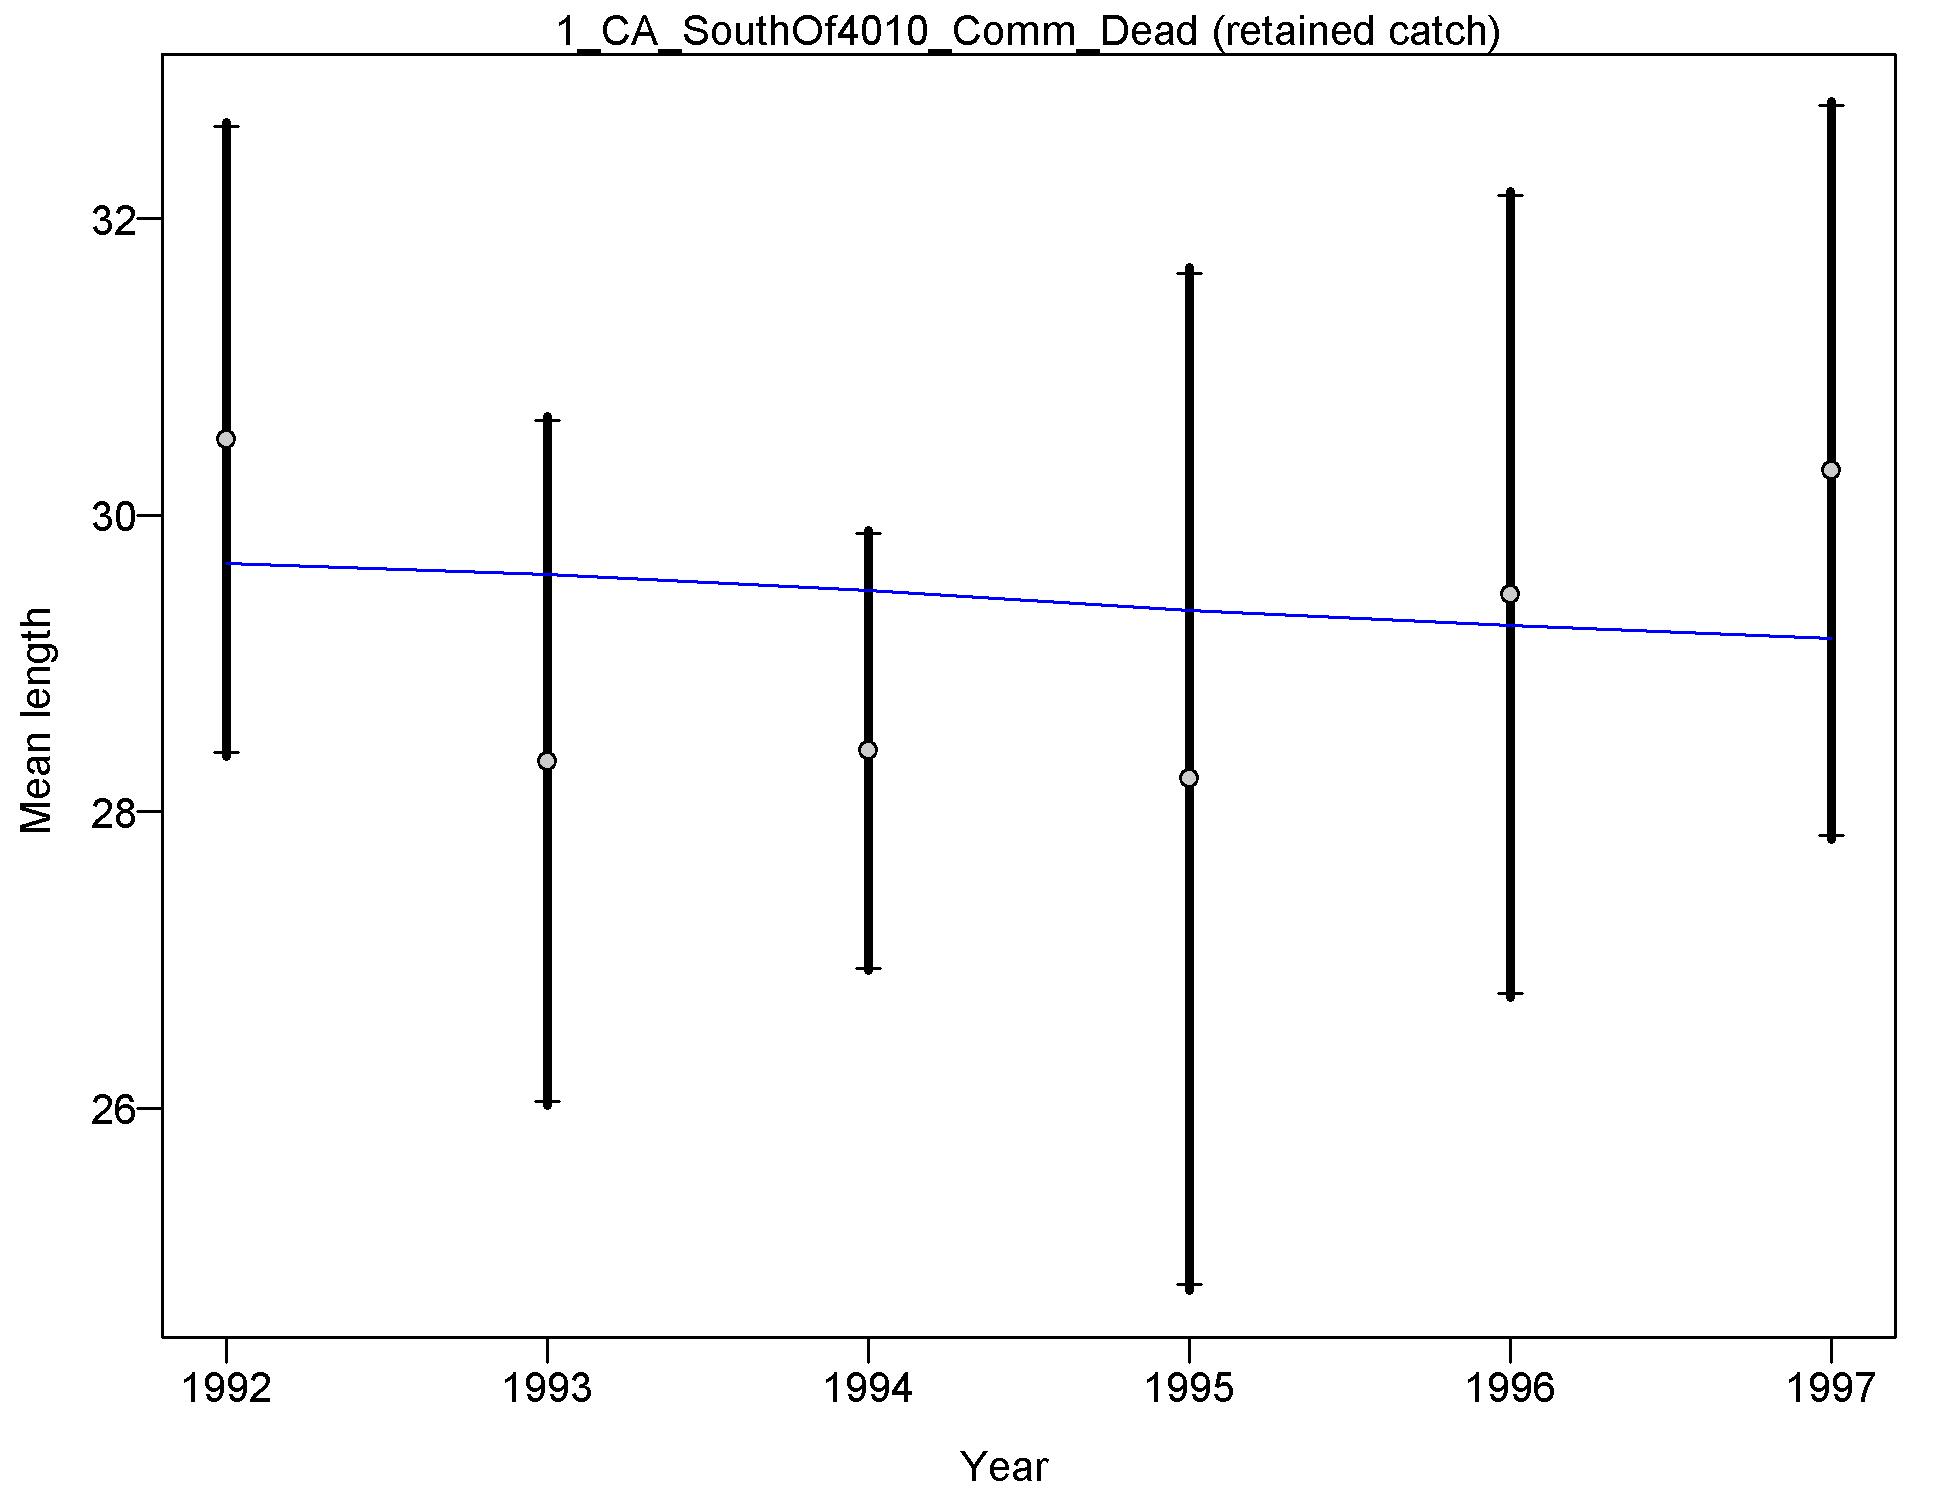 1_CA_SouthOf4010_Comm_Dead (retained catch)
Mean length
32
30
28
26
1992 1993 1994 1995 1996 1997
Year